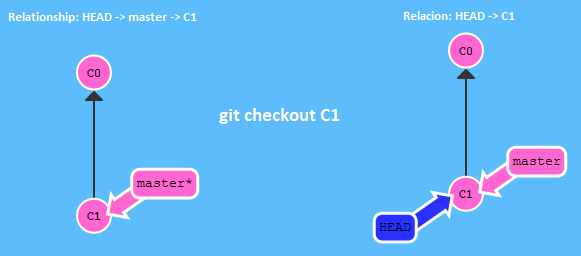 Relationship: HEAD -> master -> C1
C0
master*
C1
git checkout C1
Relacion: HEAD -> C1
C0
master
C1
HEAD